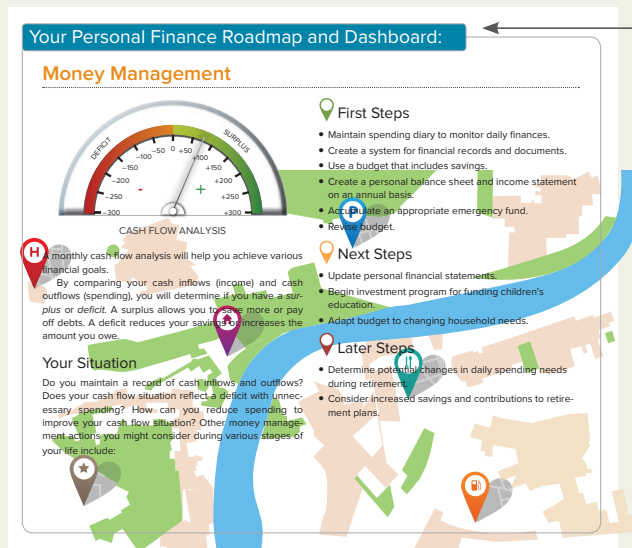 Your Personal Finance Roadmap and Dashboard:
Money Management
DEFICIT
SURPLUS
–300
–250
–200
–150
–100
–50
0
+50
+100
+150
+200
+250
+300
-
+
CASH FLOW ANALYSIS
A monthly cash flow analysis will help you achieve various
financial goals.
By comparing your cash inflows (income) and cash
outflows (spending), you will determine if you have a sur-
plus or deficit. A surplus allows you to save more or pay
off debts. A deficit reduces your savings or increases the
amount you owe.
Your Situation
Do you maintain a record of cash inflows and outflows?
Does your cash flow situation reflect a deficit with unnec-
essary spending? How can you reduce spending to
improve your cash flow situation? Other money manage-
ment actions you might consider during various stages of
your life include:
First Steps
• Maintain spending diary to monitor daily finances.
• Create a system for financial records and documents.
• Use a budget that includes savings.
• Create a personal balance sheet and income statement
on an annual basis.
• Accumulate an appropriate emergency fund.
• Revise budget.
Next Steps
• Update personal financial statements.
• Begin investment program for funding children's
education.
• Adapt budget to changing household needs.
Later Steps
• Determine potential changes in daily spending needs
during retirement.
• Consider increased savings and contributions to retire-
ment plans.
H
P